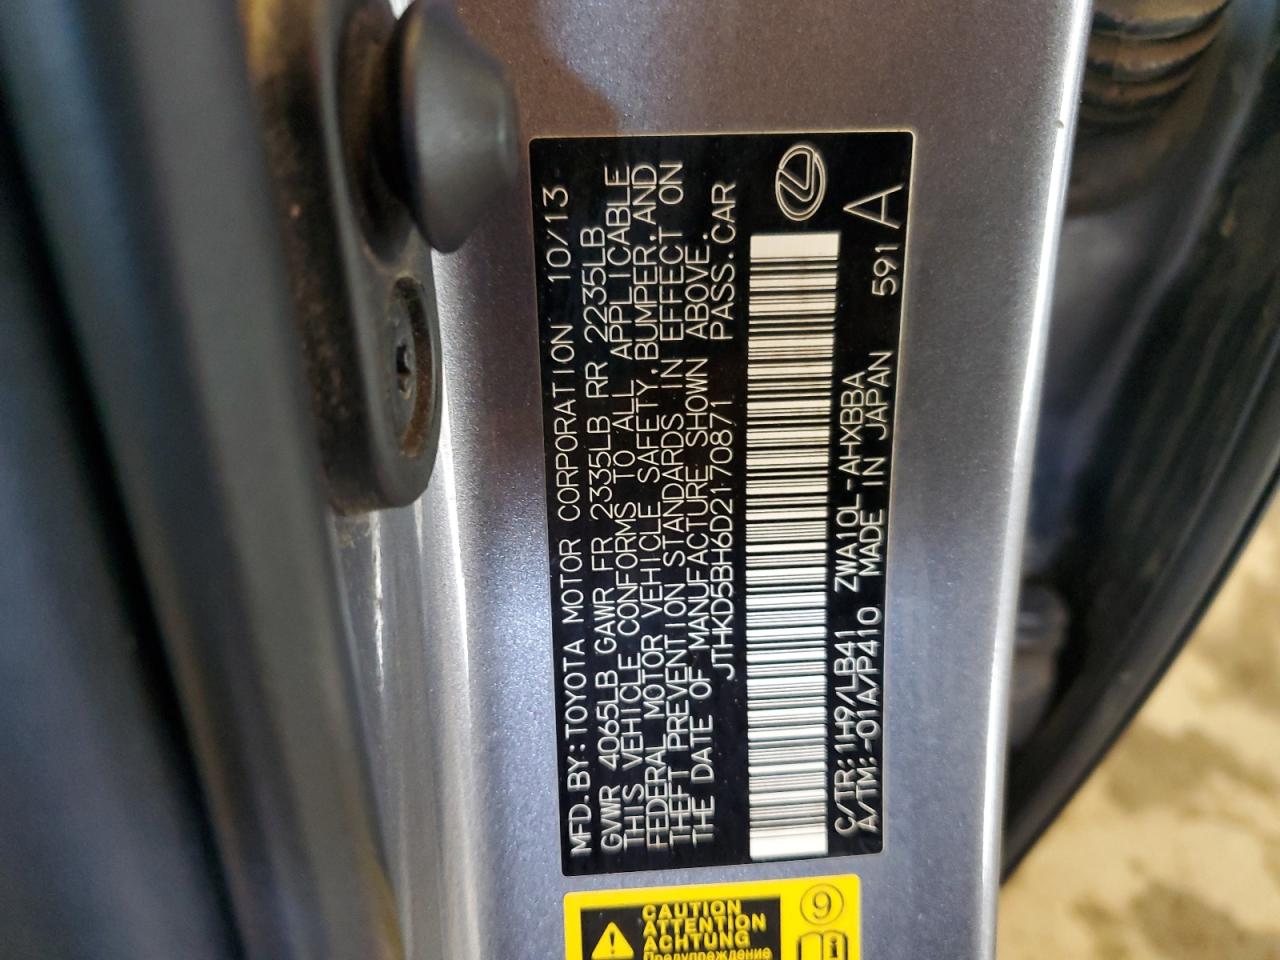 MFD.BY:TOYOTA MOTOR CORPORATION 10/13
GVWR 4065LB GAWR FR 2335LB RR 2235LB
THIS VEHICLE CONFORMS TO ALL APPLICABLE
FEDERAL MOTOR VEHICLE SAFETY,BUMPER,AND
THEFT PREVENTION STANDARDS IN EFFECT ON
THE DATE OF MANUFACTURE SHOWN ABOVE.
JTHKD5BH6D2170871 PASS.CAR
C/TR:1H9/LB41 ZWA10L-AHXBBA
A/TM:-01A/P410 MADE IN JAPAN 591 A
CAUTION
ATTENTION
ACHTUNG
Предупреждение
9